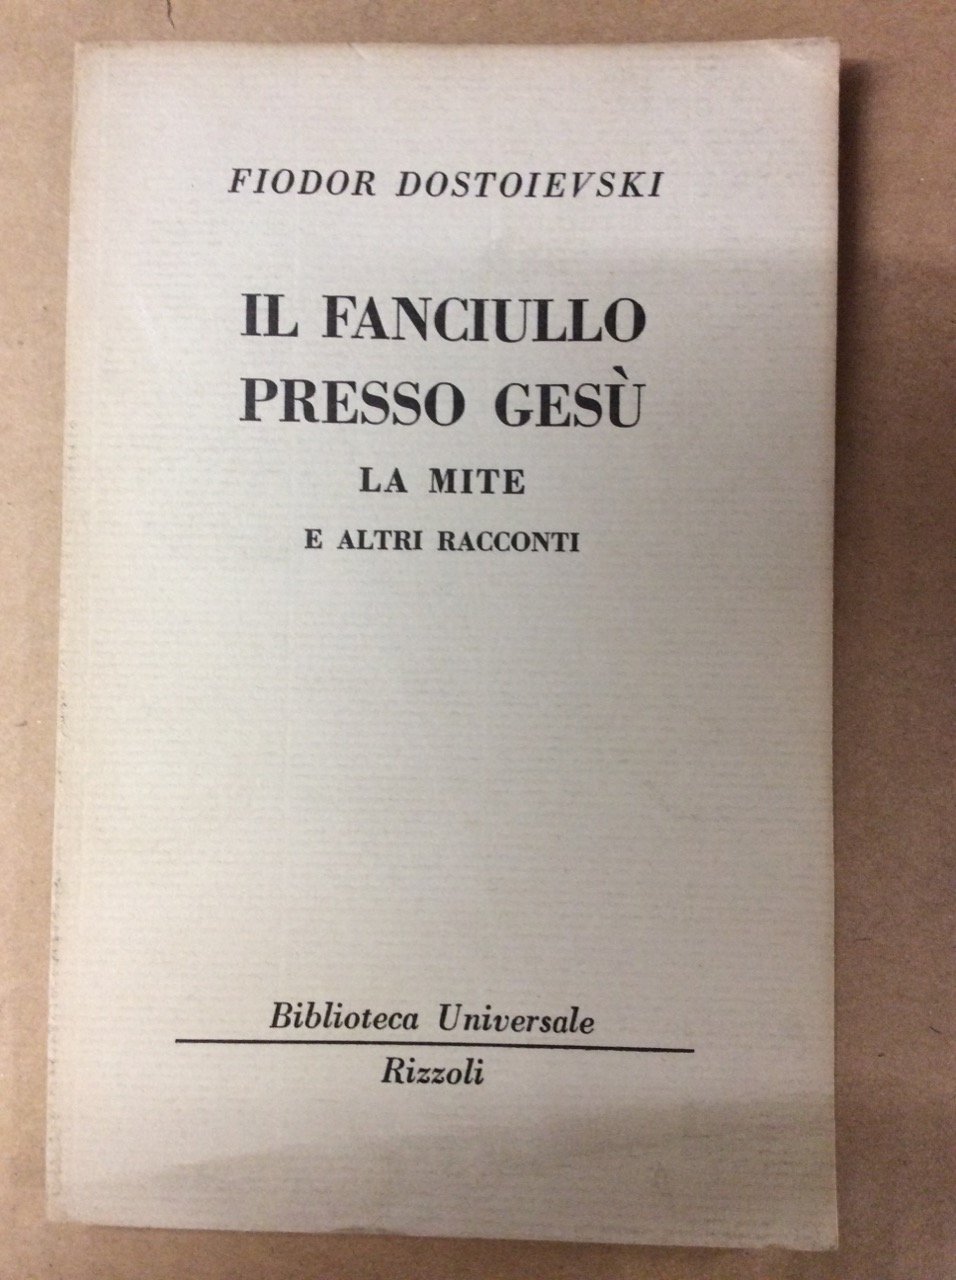 FIODOR DOSTOIEVSKI
IL FANCIULLO
PRESSO GESÙ
LA MITE
E ALTRI RACCONTI
Biblioteca Universale
Rizzoli